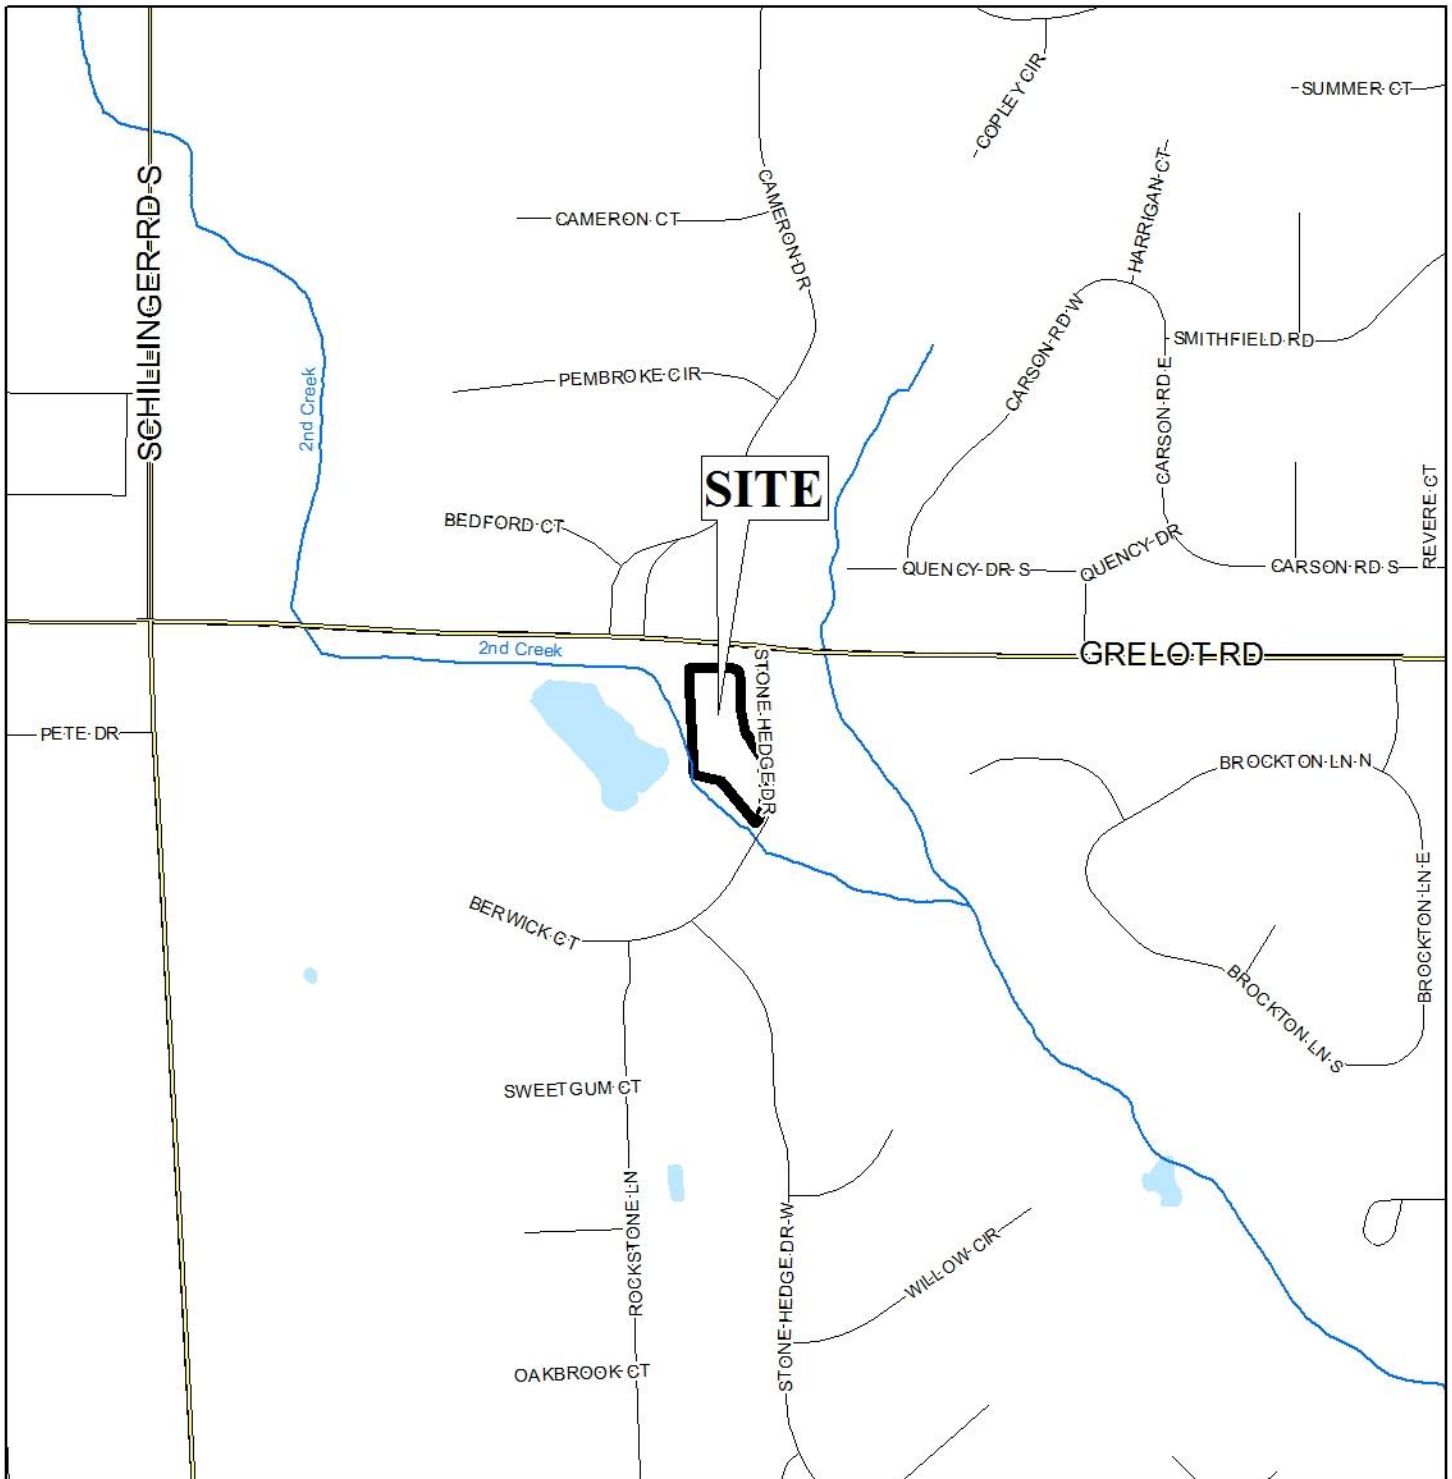 COPLEY CIR
SUMMER CT
SCHILLINGER RD S
CAMERON CT
CAMERON DR
HARRIGAN CT
CARSON RD W
SMITHFIELD RD
2nd Creek
PEMBROKE CIR
CARSON RD E
SITE
BEDFORD CT
REVERE CT
QUENCY DR S
QUENCY DR
CARSON RD S
2nd Creek
GRELOT RD
STONE HEDGE DR
PETE DR
BROCKTON LN N
BERWICK CT
BROCKTON LN E
BROCKTON LN S
SWEETGUM CT
ROCKSTONE LN
STONE HEDGE DR W
WILLOW CIR
OAKBROOK CT